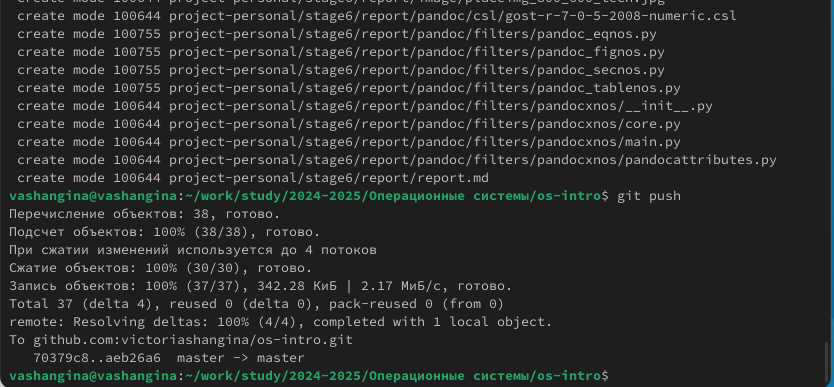 create mode 100644 project-personal/stage6/report/pandoc/csl/gost-r-7-0-5-2008-numeric.csl
create mode 100755 project-personal/stage6/report/pandoc/filters/pandoc_eqnos.py
create mode 100755 project-personal/stage6/report/pandoc/filters/pandoc_fignos.py
create mode 100755 project-personal/stage6/report/pandoc/filters/pandoc_secnos.py
create mode 100755 project-personal/stage6/report/pandoc/filters/pandoc_tablenos.py
create mode 100644 project-personal/stage6/report/pandoc/filters/pandocxnos/__init__.py
create mode 100644 project-personal/stage6/report/pandoc/filters/pandocxnos/core.py
create mode 100644 project-personal/stage6/report/pandoc/filters/pandocxnos/main.py
create mode 100644 project-personal/stage6/report/pandoc/filters/pandocxnos/pandocattributes.py
create mode 100644 project-personal/stage6/report/report.md
vashangina@vashangina:~/work/study/2024-2025/Операционные системы/os-intro$ git push
Перечисление объектов: 38, готово.
Подсчет объектов: 100% (38/38), готово.
При сжатии изменений используется до 4 потоков
Сжатие объектов: 100% (30/30), готово.
Запись объектов: 100% (37/37), 342.28 КиБ | 2.17 МиБ/с, готово.
Total 37 (delta 4), reused 0 (delta 0), pack-reused 0 (from 0)
remote: Resolving deltas: 100% (4/4), completed with 1 local object.
To github.com:victoriashangina/os-intro.git
70379c8..aeb26a6 master -> master
vashangina@vashangina:~/work/study/2024-2025/Операционные системы/os-intro$